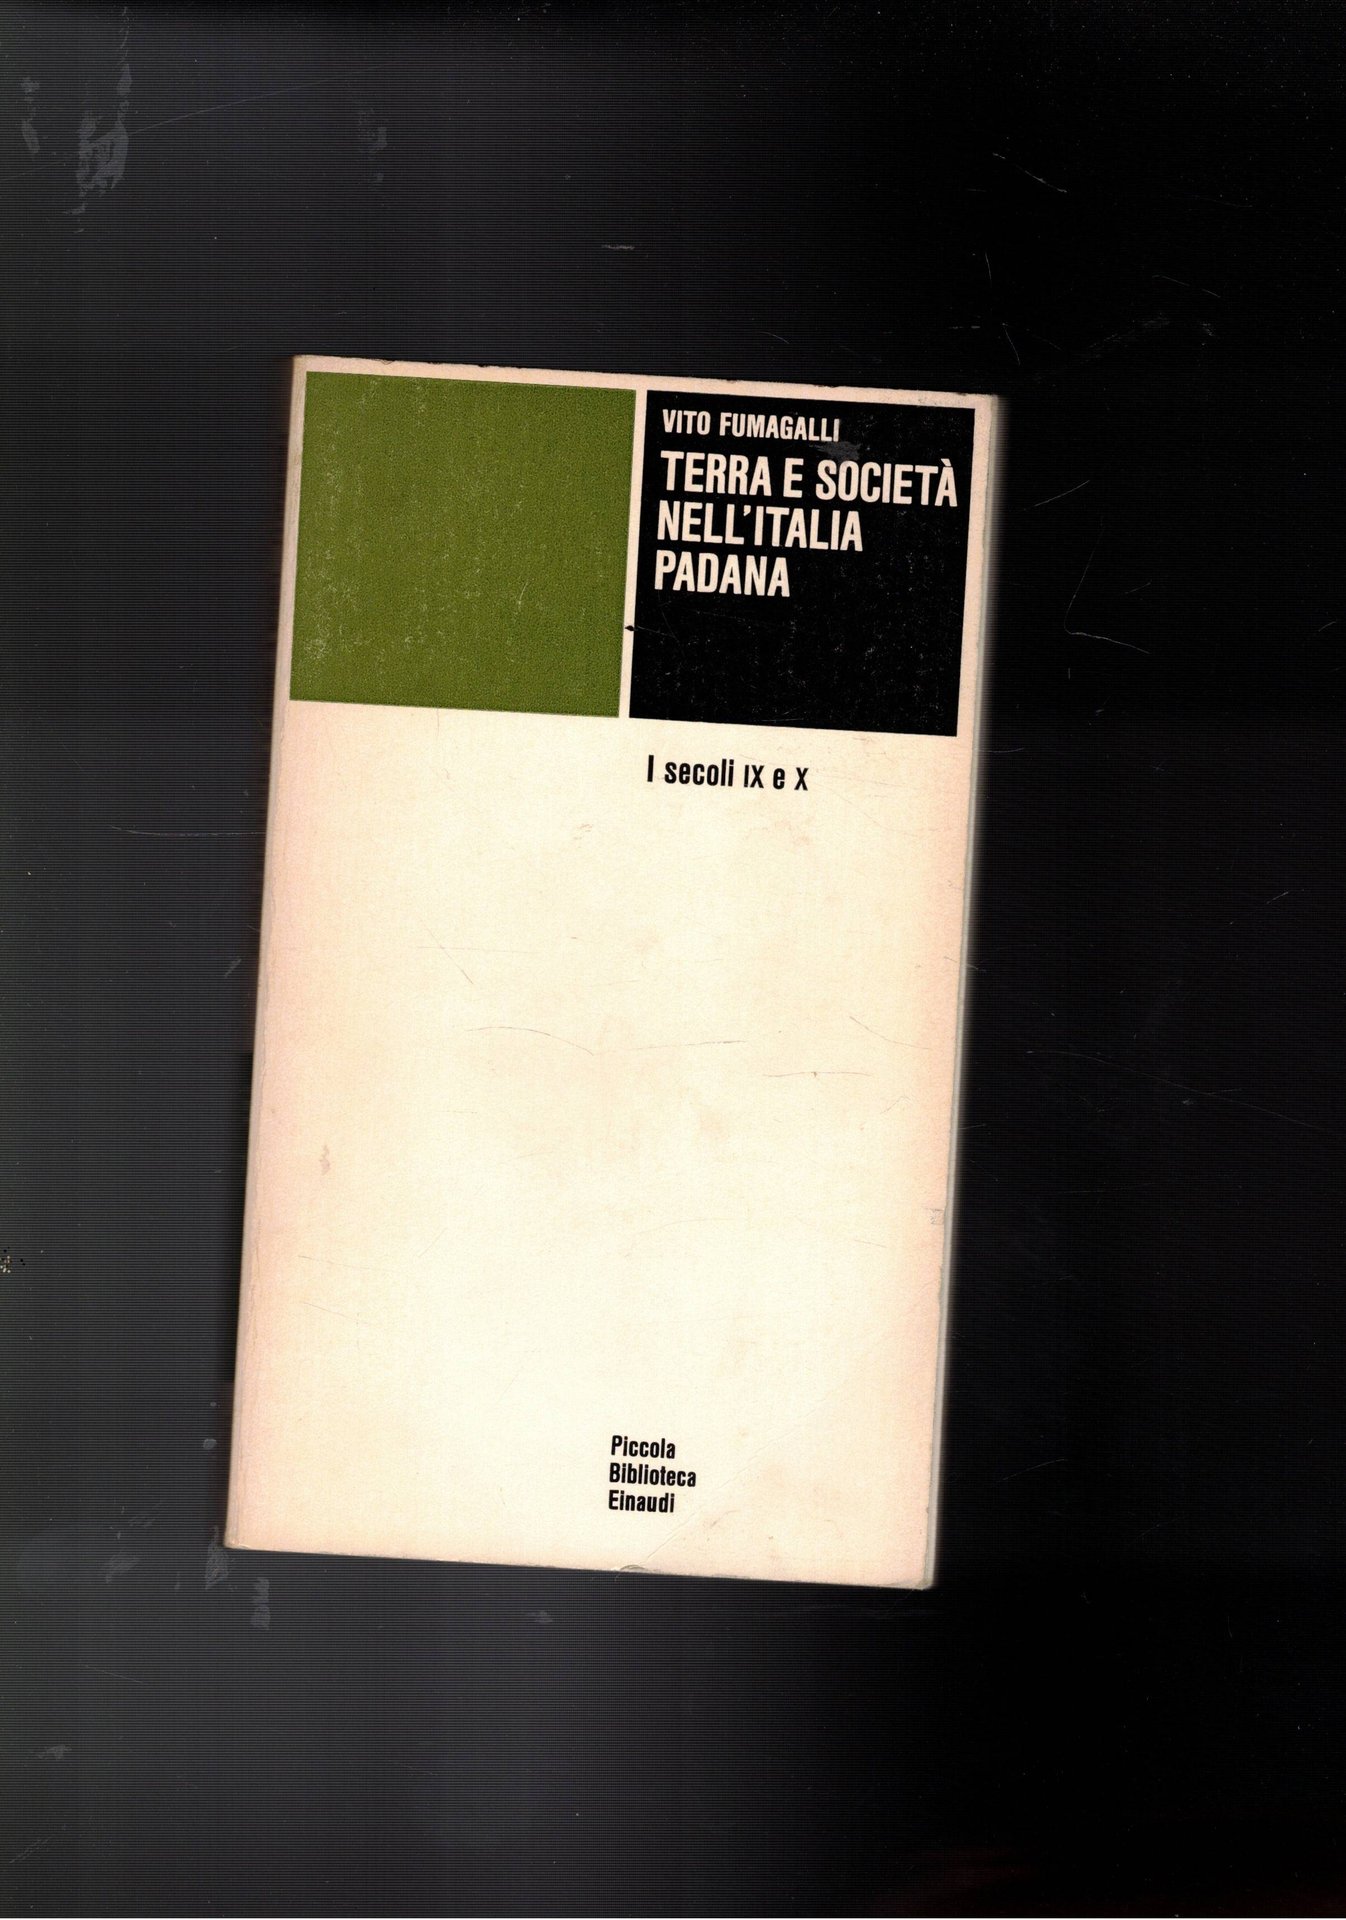 VITO FUMAGALLI
TERRA E SOCIETÀ
NELL'ITALIA
PADANA
I secoli IX e X
Piccola
Biblioteca
Einaudi